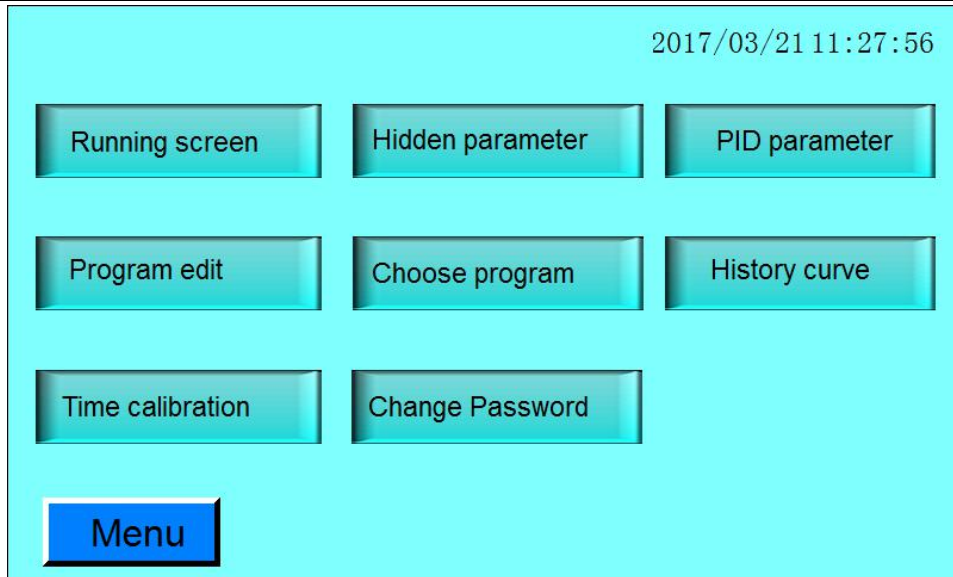 2017/03/21 11:27:56
Running screen
Hidden parameter
PID parameter
Program edit
Choose program
History curve
Time calibration
Change Password
Menu